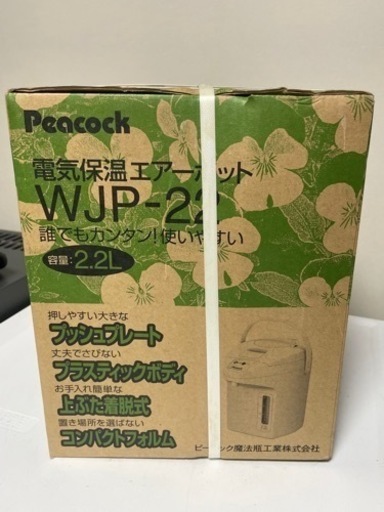 Peacock
電気保温エアーポット
WJP-22
誰でもカンタン!使いやすい
容量:2.2L
押しやすい大きな
プッシュプレート
丈夫でさびない
プラスティックボディ
お手入れ簡単な
上ぶた着脱式
置き場所を選ばない
コンパクトフォルム
ピーコック魔法瓶工業株式会社